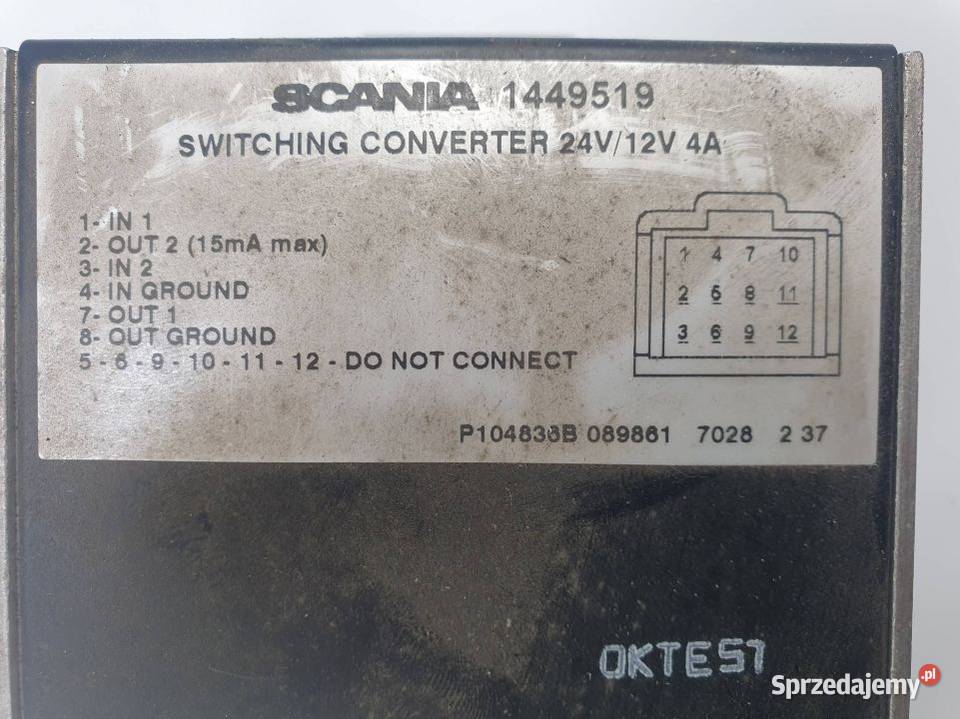 SCANIA 1449519
SWITCHING CONVERTER 24V/12V 4A
1- IN 1
2- OUT 2 (15mA max)
3- IN 2
4- IN GROUND
7- OUT 1
8- OUT GROUND
5 - 6 - 9 - 10 - 11 - 12 - DO NOT CONNECT
1 4 7 10
2 5 8 11
3 6 9 12
P104836B 089861 7028 2 37
OKTEST
Sprzedajemy.pl